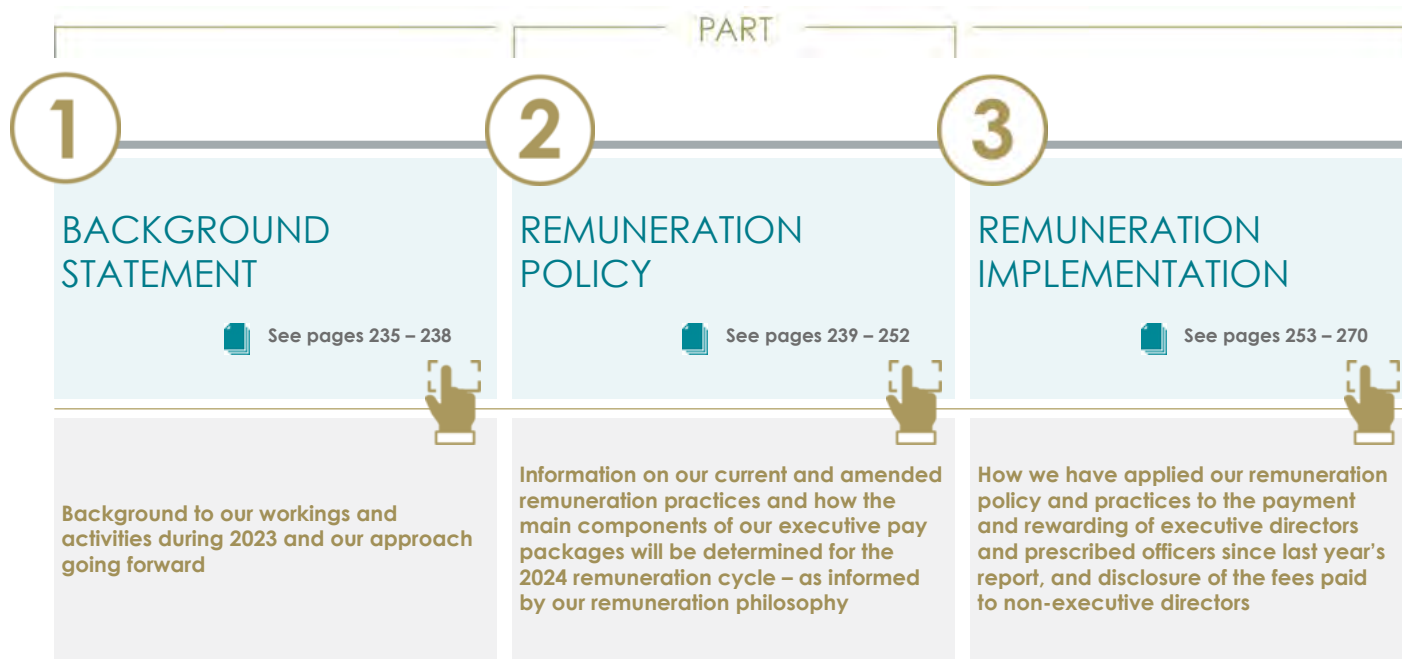 PART
1
BACKGROUND
STATEMENT
See pages 235 – 238
Background to our workings and
activities during 2023 and our approach
going forward
2
REMUNERATION
POLICY
See pages 239 – 252
Information on our current and amended
remuneration practices and how the
main components of our executive pay
packages will be determined for the
2024 remuneration cycle – as informed
by our remuneration philosophy
3
REMUNERATION
IMPLEMENTATION
See pages 253 – 270
How we have applied our remuneration
policy and practices to the payment
and rewarding of executive directors
and prescribed officers since last year’s
report, and disclosure of the fees paid
to non-executive directors